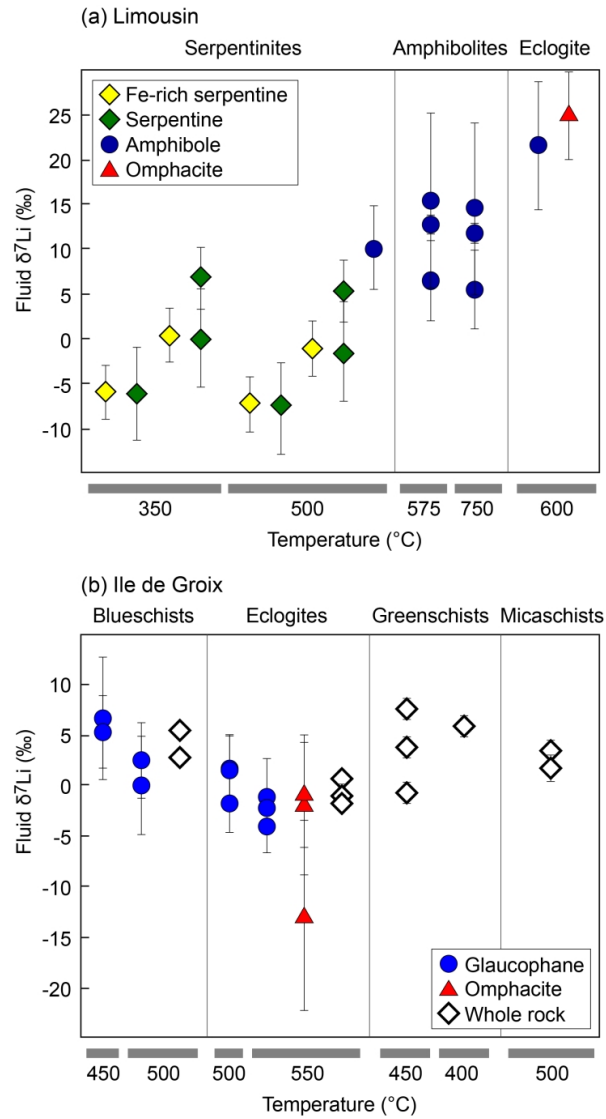 (a) Limousin
Serpentinites Amphibolites Eclogite
Fe-rich serpentine
Serpentine
Amphibole
Omphacite
25
20
15
10
5
0
-5
-10
Fluid δ⁷Li (‰)
350 500 575 750 600
Temperature (°C)
(b) Ile de Groix
Blueschists Eclogites Greenschists Micaschists
10
5
0
-5
-10
-15
-20
Fluid δ⁷Li (‰)
Glaucophane
Omphacite
Whole rock
450 500 500 550 450 400 500
Temperature (°C)